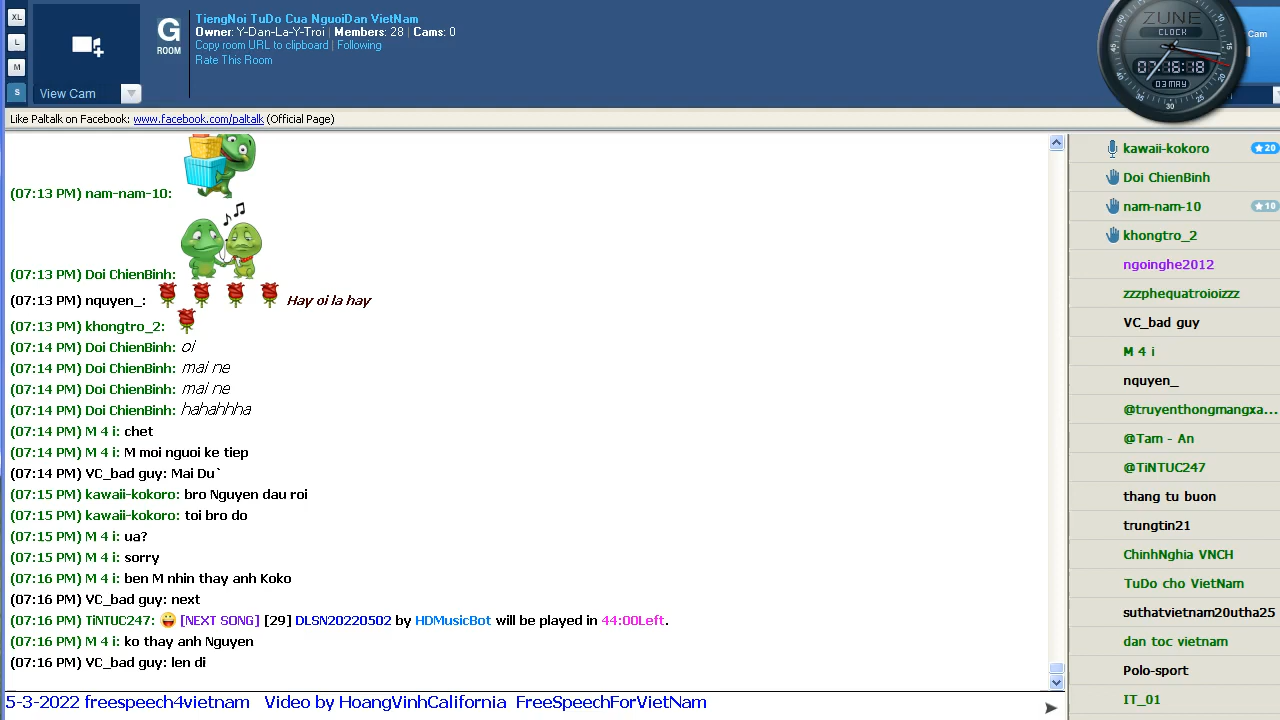 XL
L
M
S
View Cam
G
ROOM
TiengNoi TuDo Cua NguoiDan VietNam
Owner: Y-Dan-La-Y-Troi | Members: 28 | Cams: 0
Copy room URL to clipboard | Following
Rate This Room
ZUNE
CLOCK
07:16:18
03 MAY
Cam
Like Paltalk on Facebook: www.facebook.com/paltalk (Official Page)
(07:13 PM) nam-nam-10:
(07:13 PM) Doi ChienBinh:
(07:13 PM) nquyen_: Hay oi la hay
(07:13 PM) khongtro_2:
(07:14 PM) Doi ChienBinh: oi
(07:14 PM) Doi ChienBinh: mai ne
(07:14 PM) Doi ChienBinh: mai ne
(07:14 PM) Doi ChienBinh: hahahhha
(07:14 PM) M 4 i: chet
(07:14 PM) M 4 i: M moi nguoi ke tiep
(07:14 PM) VC_bad guy: Mai Du`
(07:15 PM) kawaii-kokoro: bro Nguyen dau roi
(07:15 PM) kawaii-kokoro: toi bro do
(07:15 PM) M 4 i: ua?
(07:15 PM) M 4 i: sorry
(07:16 PM) M 4 i: ben M nhin thay anh Koko
(07:16 PM) VC_bad guy: next
(07:16 PM) TiNTUC247: [NEXT SONG] [29] DLSN20220502 by HDMusicBot will be played in 44:00Left.
(07:16 PM) M 4 i: ko thay anh Nguyen
(07:16 PM) VC_bad guy: len di
kawaii-kokoro 20
Doi ChienBinh
nam-nam-10 10
khongtro_2
ngoinghe2012
zzzphequatroioizzz
VC_bad guy
M 4 i
nquyen_
@truyenthongmangxa...
@Tam - An
@TiNTUC247
thang tu buon
trungtin21
ChinhNghia VNCH
TuDo cho VietNam
suthatvietnam20utha25
dan toc vietnam
Polo-sport
IT_01
5-3-2022 freespeech4vietnam Video by HoangVinhCalifornia FreeSpeechForVietNam